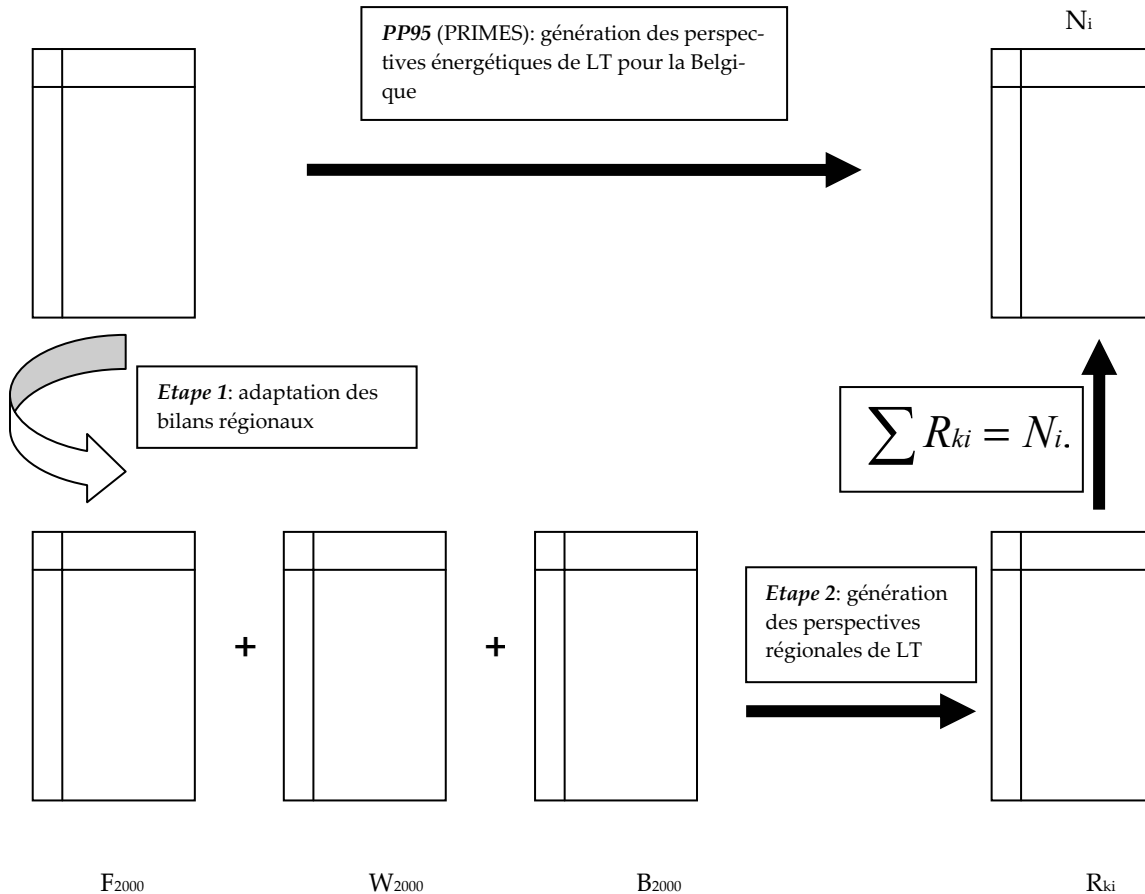 N₍i₎
PP95 (PRIMES): génération des perspec-
tives énergétiques de LT pour la Belgi-
que
Etape 1: adaptation des
bilans régionaux
∑ Rki = Ni.
+ +
Etape 2: génération
des perspectives
régionales de LT
F2000 W2000 B2000 Rki